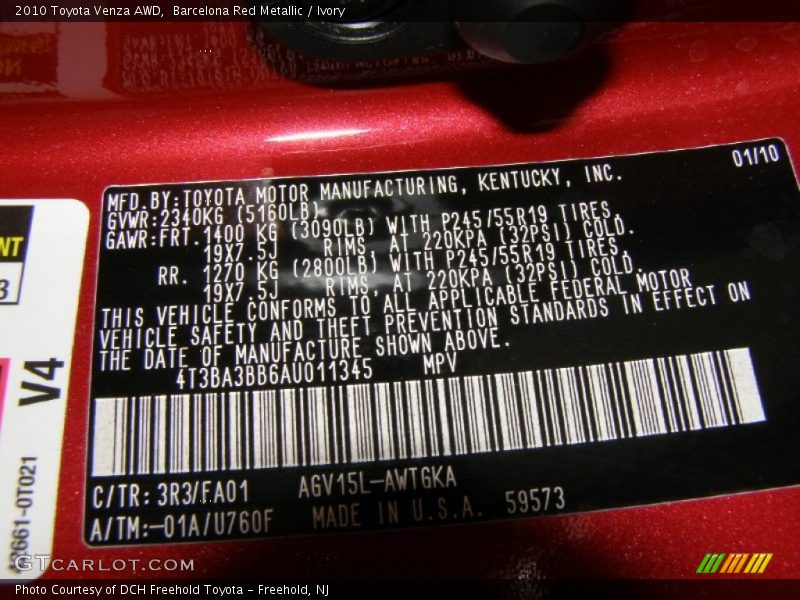 2010 Toyota Venza AWD, Barcelona Red Metallic / Ivory
01/10
MFD.BY:TOYOTA MOTOR MANUFACTURING, KENTUCKY, INC.
GVWR:2340KG (5160LB)
GAWR:FRT.1400 KG (3090LB) WITH P245/55R19 TIRES,
19X7.5J RIMS, AT 220KPA (32PSI) COLD.
RR. 1270 KG (2800LB) WITH P245/55R19 TIRES,
19X7.5J RIMS, AT 220KPA (32PSI) COLD.
THIS VEHICLE CONFORMS TO ALL APPLICABLE FEDERAL MOTOR
VEHICLE SAFETY AND THEFT PREVENTION STANDARDS IN EFFECT ON
THE DATE OF MANUFACTURE SHOWN ABOVE.
4T3BA3BB6AU011345 MPV
C/TR:3R3/FA01 AGV15L-AWTGKA
A/TM:-01A/U760F MADE IN U.S.A. 59573
NT
3
V4
3661-0T021
GTCARLOT.COM
Photo Courtesy of DCH Freehold Toyota - Freehold, NJ